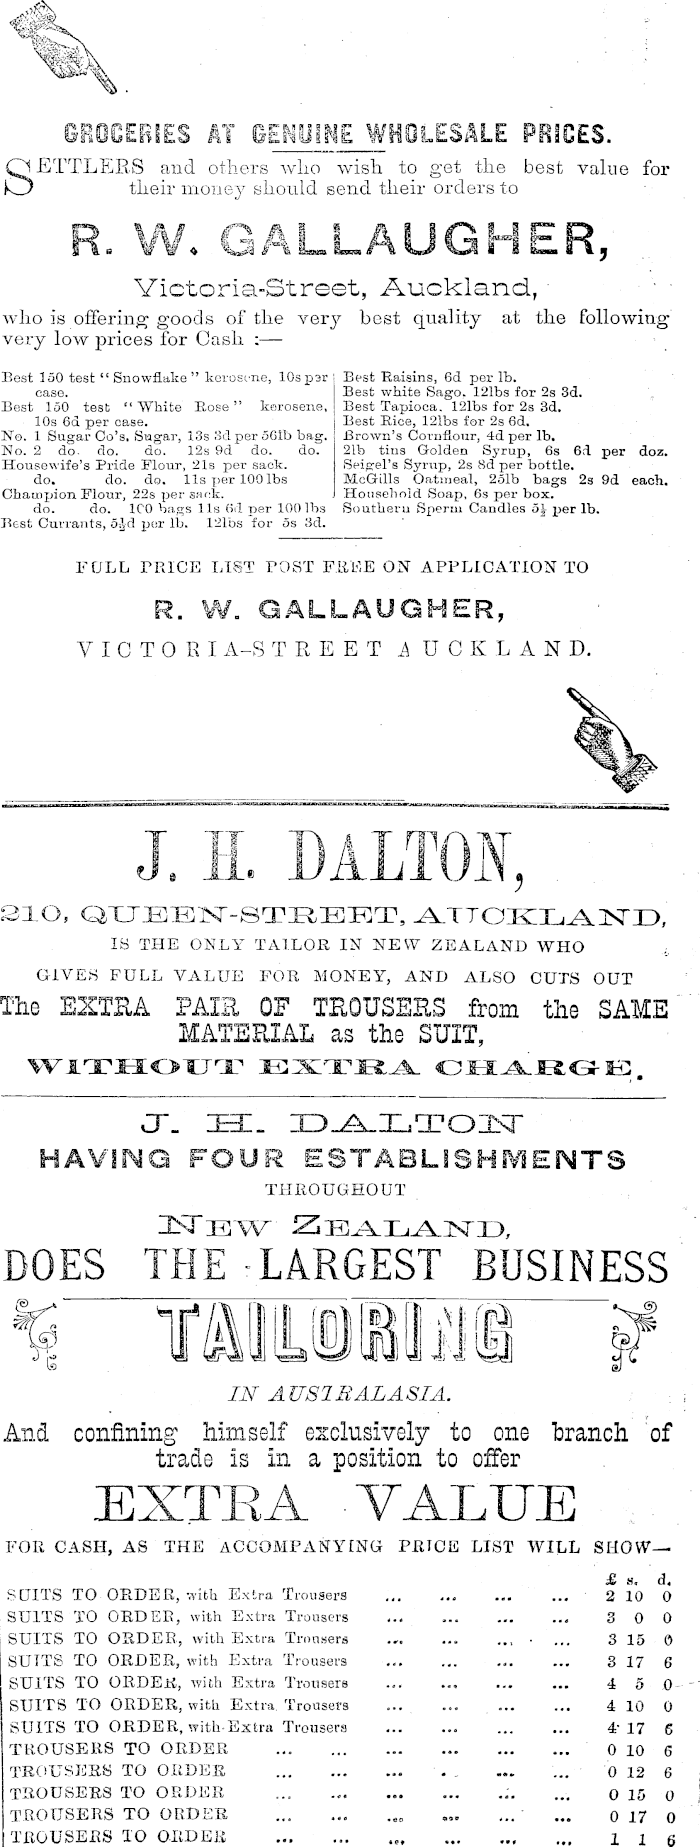 GROCERIES AT GENUINE WHOLESALE PRICES.
SETTLERS and others who wish to get the best value for
their money should send their orders to
R. W. GALLAUGHER,
Victoria-Street, Auckland,
who is offering goods of the very best quality at the following
very low prices for Cash :—
Best 150 test "Snowflake" kerosene, 10s per
case.
Best 150 test "White Rose" kerosene,
10s 6d per case.
No. 1 Sugar Co's. Sugar, 13s 3d per 56lb bag.
No. 2 do. do. do. 12s 9d do. do.
Housewife's Pride Flour, 21s per sack.
do. do. do. 11s per 100 lbs
Champion Flour, 22s per sack.
do. do. 100 bags 11s 6d per 100 lbs
Best Currants, 5½d per lb. 12lbs for 5s 3d.
Best Raisins, 6d per lb.
Best white Sago. 12lbs for 2s 3d.
Best Tapioca. 12lbs for 2s 3d.
Best Rice, 12lbs for 2s 6d.
Brown's Cornflour, 4d per lb.
2lb tins Golden Syrup, 6s 6d per doz.
Seigel's Syrup, 2s 8d per bottle.
McGills Oatmeal, 25lb bags 2s 9d each.
Household Soap, 6s per box.
Southern Sperm Candles 5½ per lb.
FULL PRICE LIST POST FREE ON APPLICATION TO
R. W. GALLAUGHER,
VICTORIA-STREET AUCKLAND.
J. H. DALTON,
210, QUEEN-STREET, AUCKLAND,
IS THE ONLY TAILOR IN NEW ZEALAND WHO
GIVES FULL VALUE FOR MONEY, AND ALSO CUTS OUT
The EXTRA PAIR OF TROUSERS from the SAME
MATERIAL as the SUIT,
WITHOUT EXTRA CHARGE.
J. H. DALTON
HAVING FOUR ESTABLISHMENTS
THROUGHOUT
NEW ZEALAND,
DOES THE LARGEST BUSINESS
TAILORING
IN AUSTRALASIA.
And confining himself exclusively to one branch of
trade is in a position to offer
EXTRA VALUE
FOR CASH, AS THE ACCOMPANYING PRICE LIST WILL SHOW—
£ s. d.
SUITS TO ORDER, with Extra Trousers ... ... ... ... 2 10 0
SUITS TO ORDER, with Extra Trousers ... ... ... ... 3 0 0
SUITS TO ORDER, with Extra Trousers ... ... ... ... 3 15 0
SUITS TO ORDER, with Extra Trousers ... ... ... ... 3 17 6
SUITS TO ORDER, with Extra Trousers ... ... ... ... 4 5 0
SUITS TO ORDER, with Extra Trousers ... ... ... ... 4 10 0
SUITS TO ORDER, with Extra Trousers ... ... ... ... 4 17 6
TROUSERS TO ORDER ... ... ... ... ... ... 0 10 6
TROUSERS TO ORDER ... ... ... ... ... ... 0 12 6
TROUSERS TO ORDER ... ... ... ... ... ... 0 15 0
TROUSERS TO ORDER ... ... ... ... ... ... 0 17 0
TROUSERS TO ORDER ... ... ... ... ... ... 1 1 6